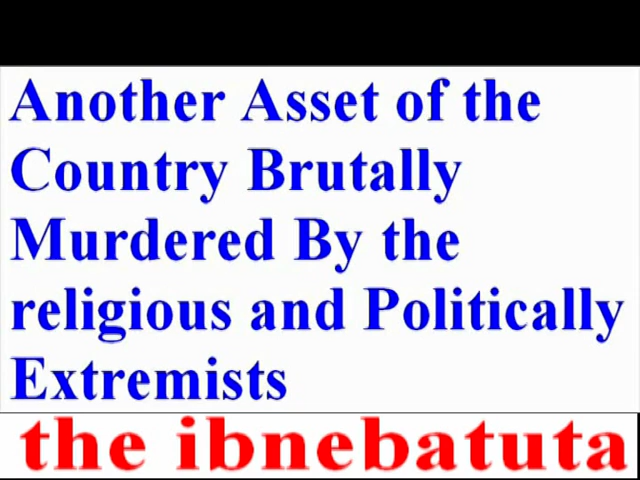 Another Asset of the
Country Brutally
Murdered By the
religious and Politically
Extremists
the ibnebatuta